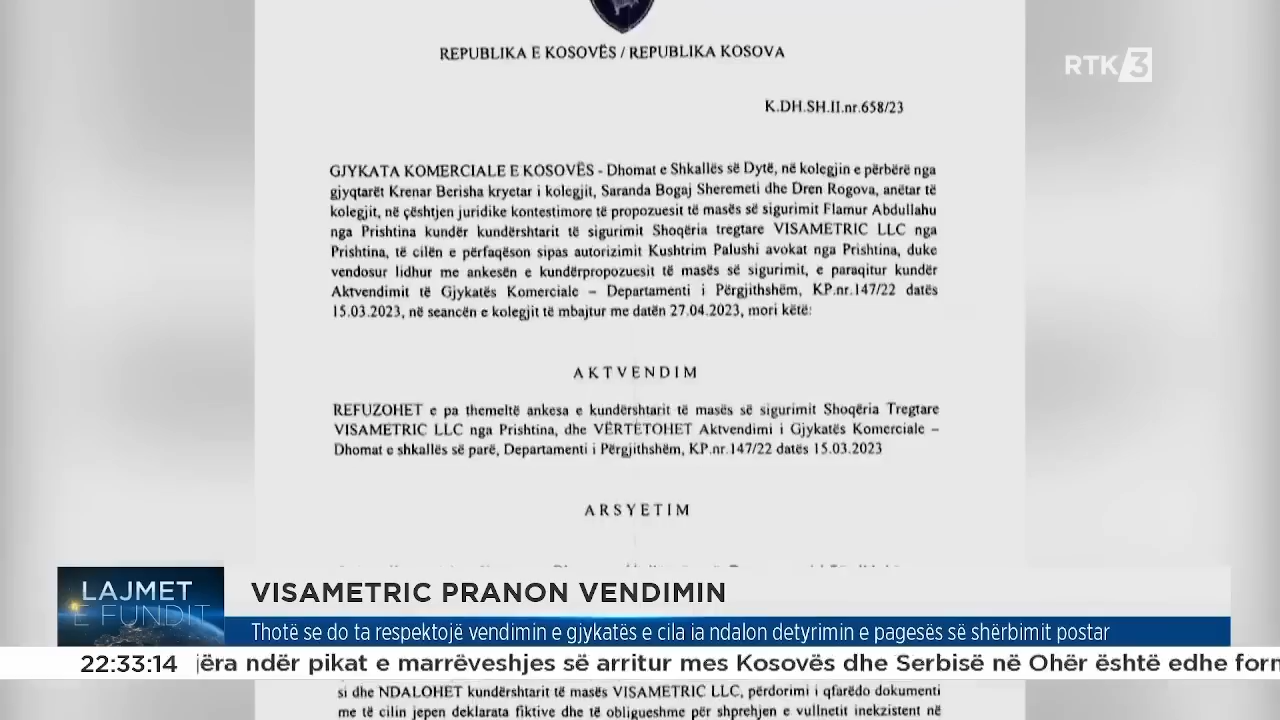 REPUBLIKA E KOSOVËS / REPUBLIKA KOSOVA
RTK 3
K.DH.SH.II.nr.658/23
GJYKATA KOMERCIALE E KOSOVËS - Dhomat e Shkallës së Dytë, në kolegjin e përbërë nga
gjyqtarët Krenar Berisha kryetar i kolegjit, Saranda Bogaj Sheremeti dhe Dren Rogova, anëtar të
kolegjit, në çështjen juridike kontestimore të propozuesit të masës së sigurimit Flamur Abdullahu
nga Prishtina kundër kundërshtarit të sigurimit Shoqëria tregtare VISAMETRIC LLC nga
Prishtina, të cilën e përfaqëson sipas autorizimit Kushtrim Palushi avokat nga Prishtina, duke
vendosur lidhur me ankesën e kundërpropozuesit të masës së sigurimit, e paraqitur kundër
Aktvendimit të Gjykatës Komerciale – Departamenti i Përgjithshëm, KP.nr.147/22 datës
15.03.2023, në seancën e kolegjit të mbajtur me datën 27.04.2023, mori këtë:
A K T V E N D I M
REFUZOHET e pa themeltë ankesa e kundërshtarit të masës së sigurimit Shoqëria Tregtare
VISAMETRIC LLC nga Prishtina, dhe VËRTETOHET Aktvendimi i Gjykatës Komerciale –
Dhomat e shkallës së parë, Departamenti i Përgjithshëm, KP.nr.147/22 datës 15.03.2023
A R S Y E T I M
LAJMET
E FUNDIT
VISAMETRIC PRANON VENDIMIN
Thotë se do ta respektojë vendimin e gjykatës e cila ia ndalon detyrimin e pagesës së shërbimit postar
22:33:14 jëra ndër pikat e marrëveshjes së arritur mes Kosovës dhe Serbisë në Ohër është edhe form
si dhe NDALOHET kundërshtarit të masës VISAMETRIC LLC, përdorimi i qfarëdo dokumenti
me të cilin jepen deklarata fiktive dhe të obligueshme për shprehjen e vullnetit inekzistent në